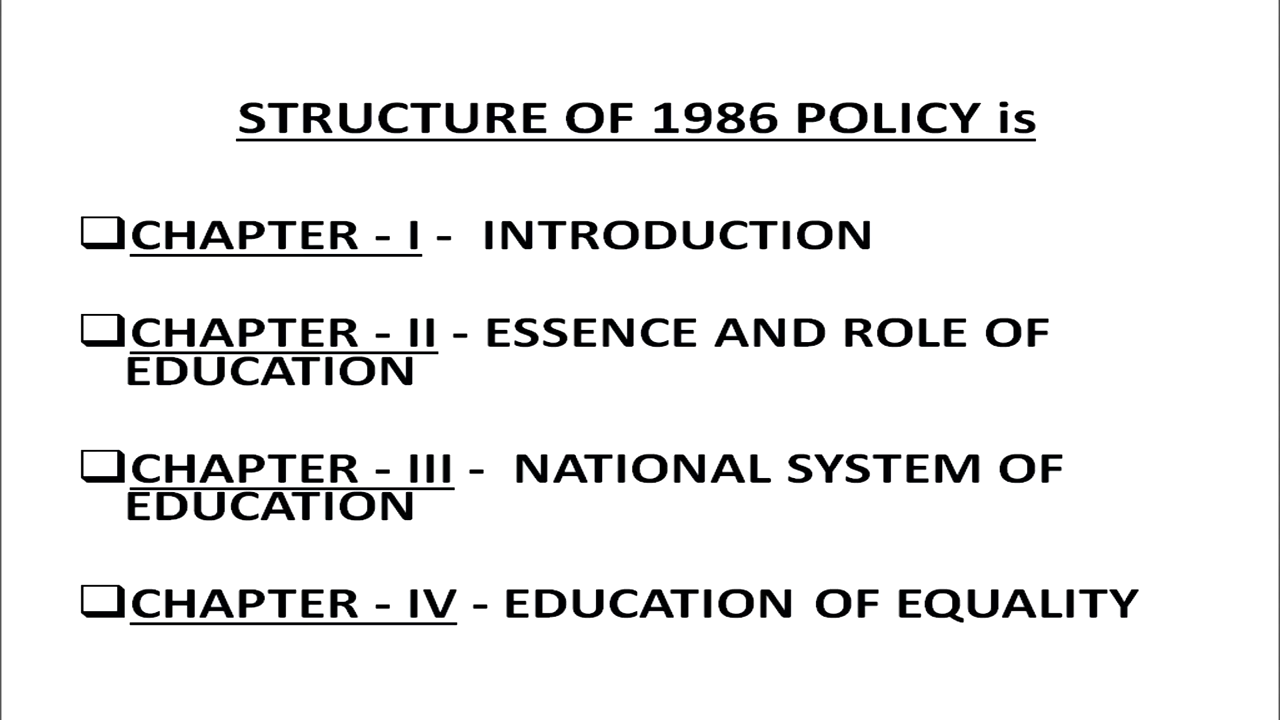 STRUCTURE OF 1986 POLICY is
❑CHAPTER - I - INTRODUCTION
❑CHAPTER - II - ESSENCE AND ROLE OF
EDUCATION
❑CHAPTER - III - NATIONAL SYSTEM OF
EDUCATION
❑CHAPTER - IV - EDUCATION OF EQUALITY